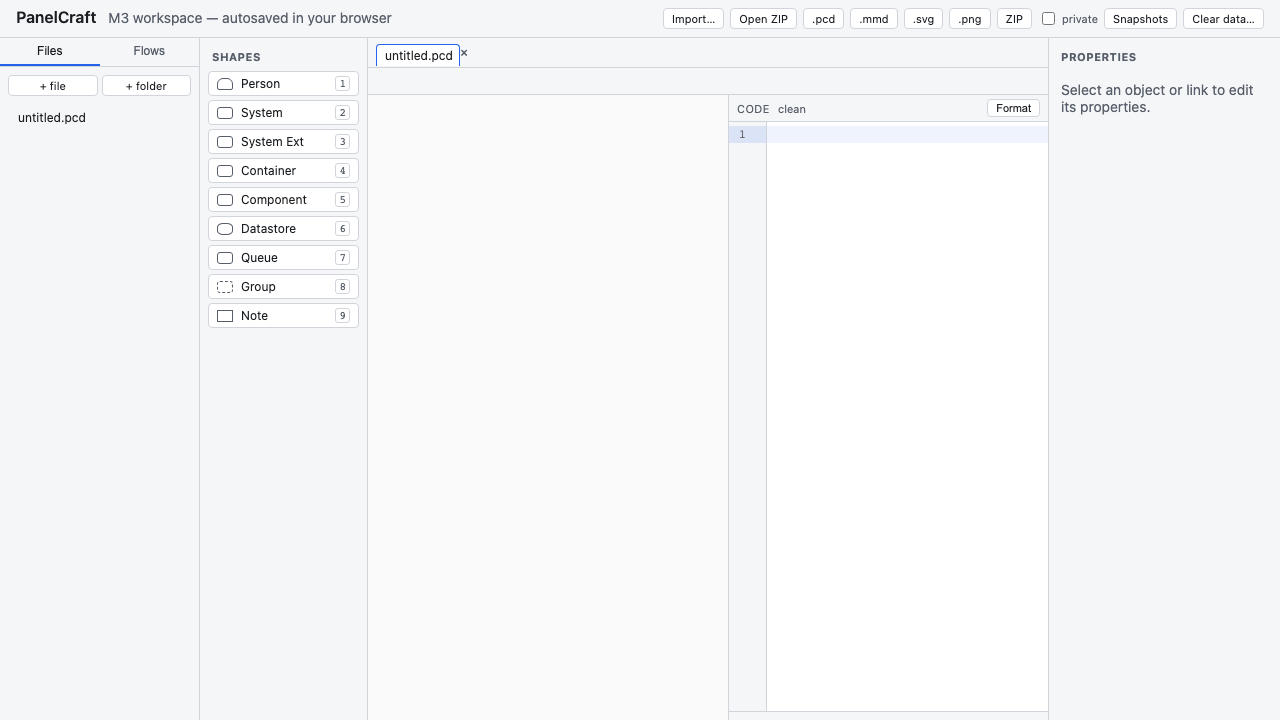 PanelCraft M3 workspace — autosaved in your browser Import... Open ZIP .pcd .mmd .svg .png ZIP private Snapshots Clear data...
Files Flows
+ file + folder
untitled.pcd
SHAPES
Person 1
System 2
System Ext 3
Container 4
Component 5
Datastore 6
Queue 7
Group 8
Note 9
untitled.pcd ×
CODE clean Format
1
PROPERTIES
Select an object or link to edit
its properties.